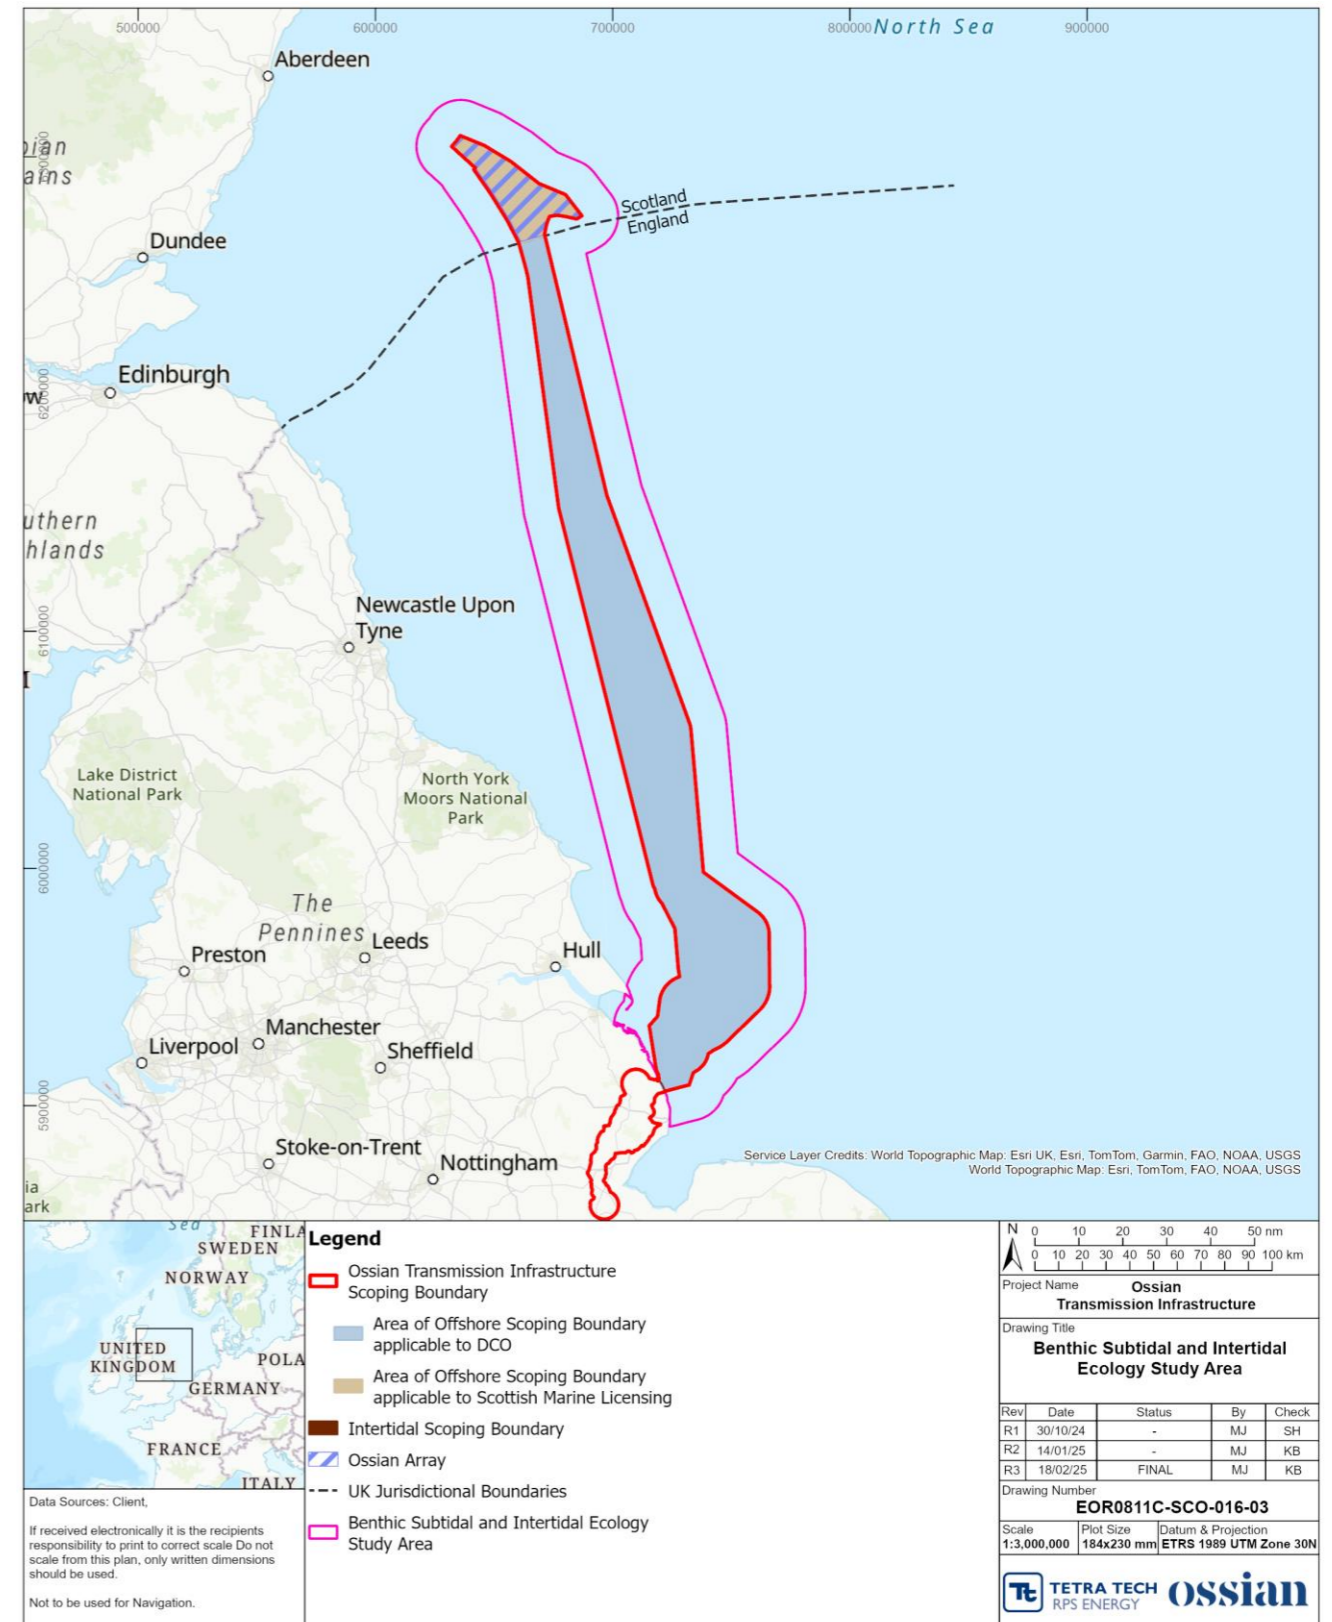 500000
600000
700000
800000
North Sea
900000
Aberdeen
ian
ains
Dundee
Scotland
England
Edinburgh
6200000
uthern
hlands
Newcastle Upon
Tyne
6100000
Lake District
National Park
North York
Moors National
Park
6000000
The
Pennines
Leeds
Preston
Hull
Manchester
Liverpool
Sheffield
5900000
Stoke-on-Trent
Nottingham
ia
ark
Service Layer Credits: World Topographic Map: Esri UK, Esri, TomTom, Garmin, FAO, NOAA, USGS
World Topographic Map: Esri, TomTom, FAO, NOAA, USGS
Sea
FINLA
SWEDEN
NORWAY
UNITED
KINGDOM
POLA
GERMANY
FRANCE
ITALY
Data Sources: Client,
If received electronically it is the recipients
responsibility to print to correct scale Do not
scale from this plan, only written dimensions
should be used.
Not to be used for Navigation.
Legend
Ossian Transmission Infrastructure
Scoping Boundary
Area of Offshore Scoping Boundary
applicable to DCO
Area of Offshore Scoping Boundary
applicable to Scottish Marine Licensing
Intertidal Scoping Boundary
Ossian Array
UK Jurisdictional Boundaries
Benthic Subtidal and Intertidal Ecology
Study Area
N
0 10 20 30 40 50 nm
0 10 20 30 40 50 60 70 80 90 100 km
Project Name
Ossian
Transmission Infrastructure
Drawing Title
Benthic Subtidal and Intertidal
Ecology Study Area
Rev Date Status By Check
R1 30/10/24 - MJ SH
R2 14/01/25 - MJ KB
R3 18/02/25 FINAL MJ KB
Drawing Number
EOR0811C-SCO-016-03
Scale Plot Size Datum & Projection
1:3,000,000 184x230 mm ETRS 1989 UTM Zone 30N
Tt TETRA TECH
RPS ENERGY
ossian